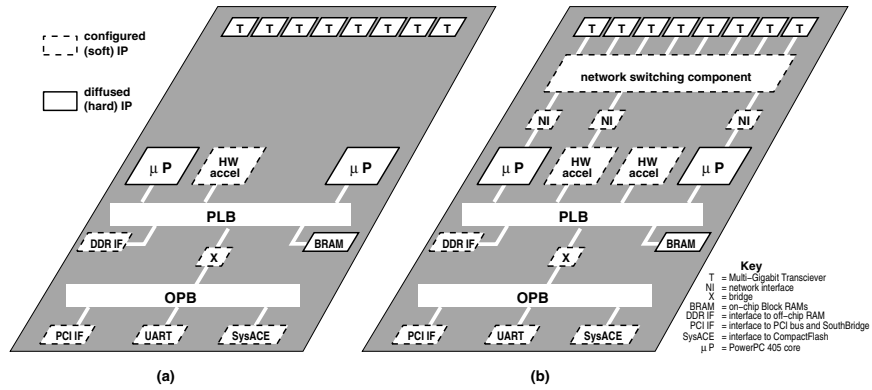 configured
(soft) IP
diffused
(hard) IP
T T T T T T T T
μ P
HW
accel
μ P
PLB
DDR IF
BRAM
X
OPB
PCI IF
UART
SysACE
(a)
T T T T T T T T
network switching component
NI
NI
NI
μ P
HW
accel
HW
accel
μ P
PLB
DDR IF
BRAM
X
OPB
PCI IF
UART
SysACE
(b)
Key
T = Multi−Gigabit Transciever
NI = network interface
X = bridge
BRAM = on−chip Block RAMs
DDR IF = interface to off−chip RAM
PCI IF = interface to PCI bus and SouthBridge
SysACE = interface to CompactFlash
μ P = PowerPC 405 core